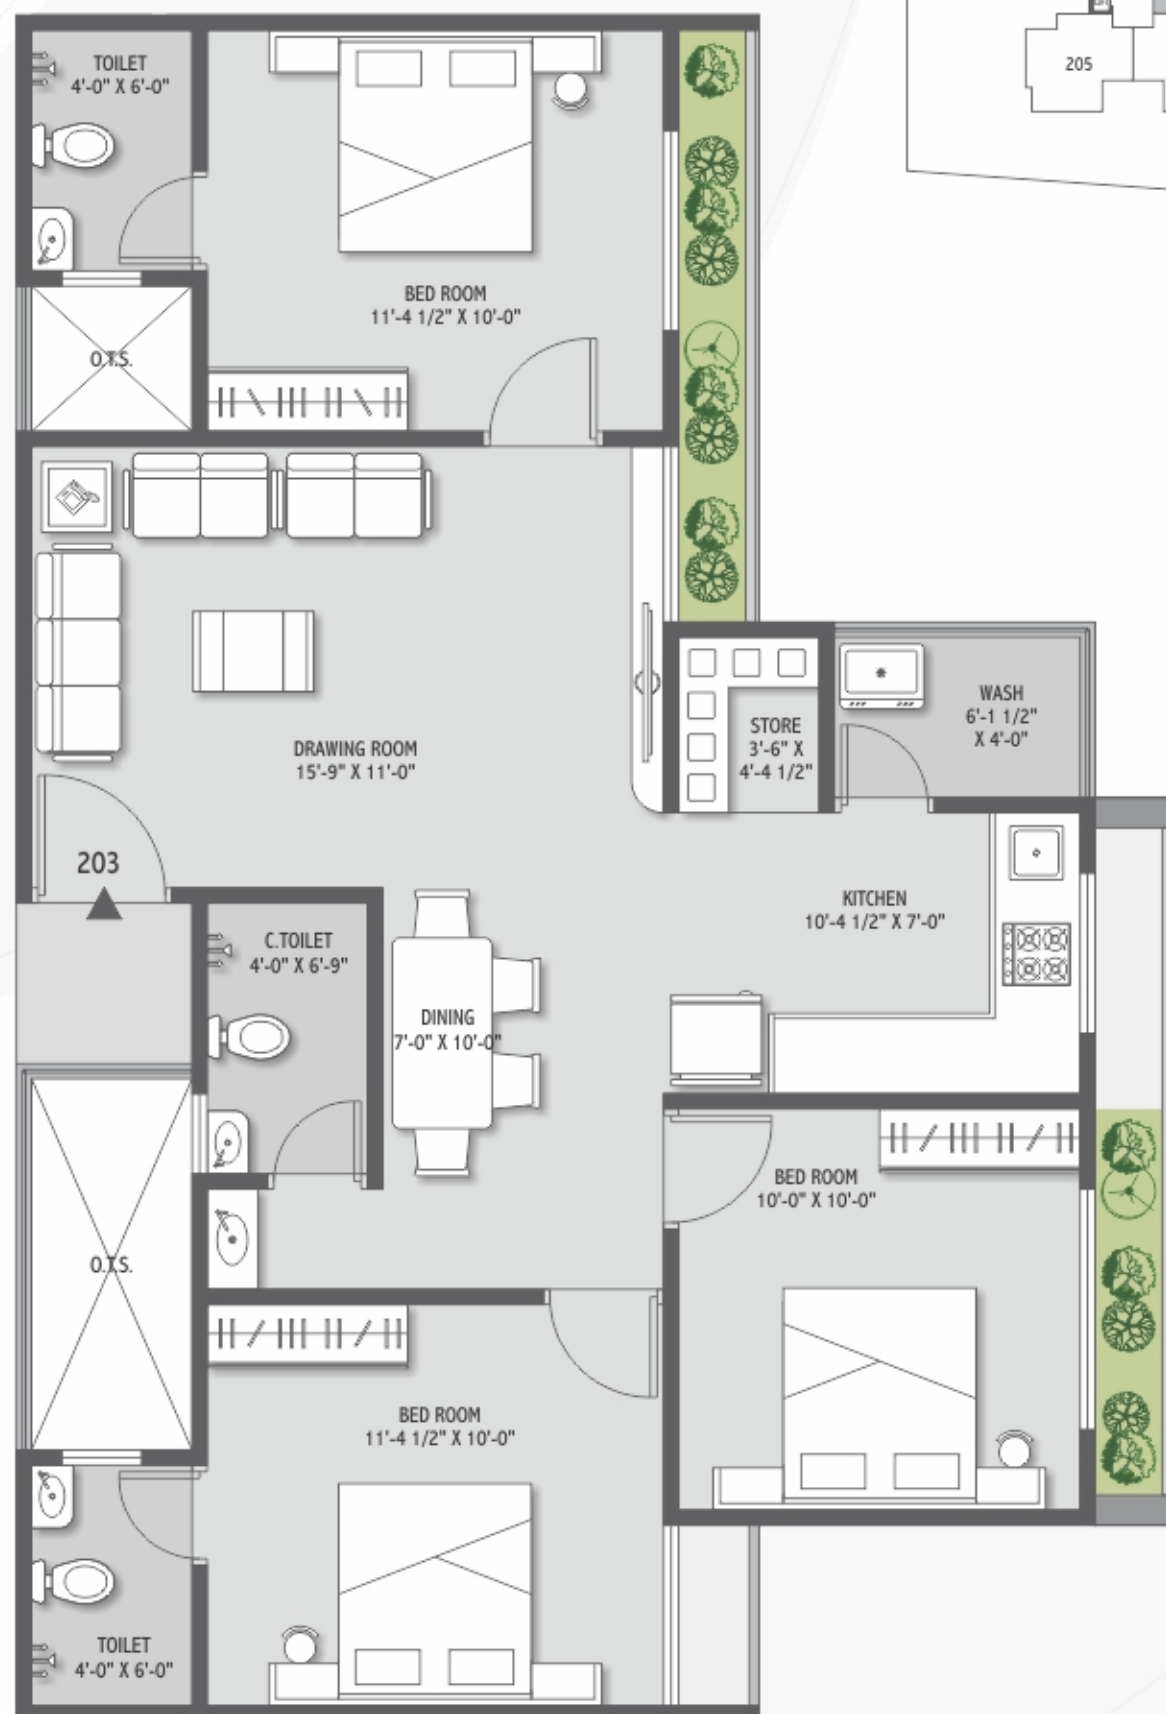 TOILET
4'-0" X 6'-0"
205
BED ROOM
11'-4 1/2" X 10'-0"
O.T.S.
DRAWING ROOM
15'-9" X 11'-0"
STORE
3'-6" X
4'-4 1/2"
WASH
6'-1 1/2"
X 4'-0"
203
KITCHEN
10'-4 1/2" X 7'-0"
C.TOILET
4'-0" X 6'-9"
DINING
7'-0" X 10'-0"
BED ROOM
10'-0" X 10'-0"
O.T.S.
BED ROOM
11'-4 1/2" X 10'-0"
TOILET
4'-0" X 6'-0"